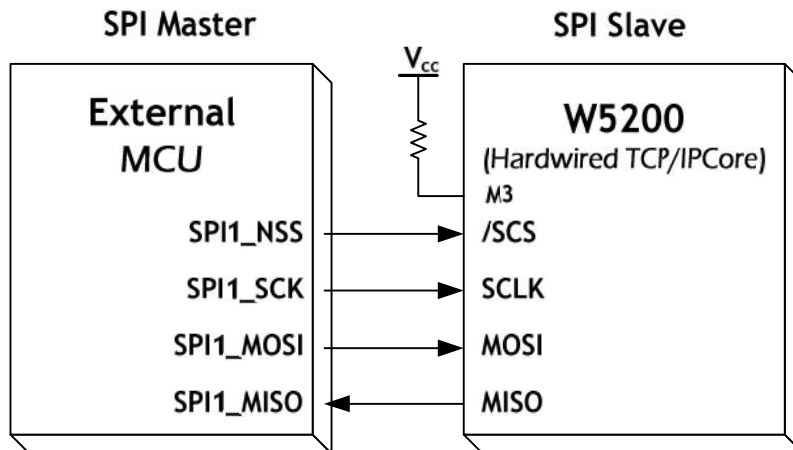 SPI Master
SPI Slave
Vcc
External
MCU
W5200
(Hardwired TCP/IPCore)
M3
SPI1_NSS
/SCS
SPI1_SCK
SCLK
SPI1_MOSI
MOSI
SPI1_MISO
MISO